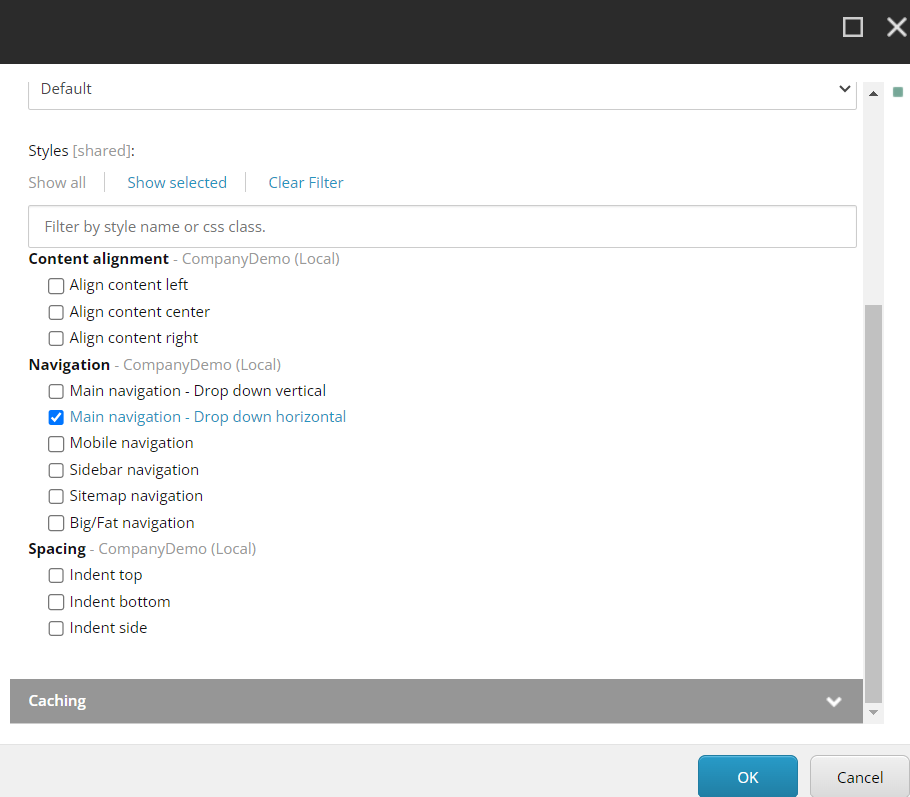 Default
Styles [shared]:
Show all Show selected Clear Filter
Filter by style name or css class.
Content alignment - CompanyDemo (Local)
Align content left
Align content center
Align content right
Navigation - CompanyDemo (Local)
Main navigation - Drop down vertical
Main navigation - Drop down horizontal
Mobile navigation
Sidebar navigation
Sitemap navigation
Big/Fat navigation
Spacing - CompanyDemo (Local)
Indent top
Indent bottom
Indent side
Caching
OK Cancel